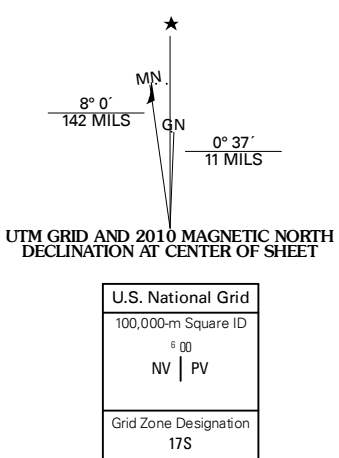 ★
MN
8° 0´
142 MILS
GN
0° 37´
11 MILS
UTM GRID AND 2010 MAGNETIC NORTH
DECLINATION AT CENTER OF SHEET
U.S. National Grid
100,000-m Square ID
6 00
NV | PV
Grid Zone Designation
17S